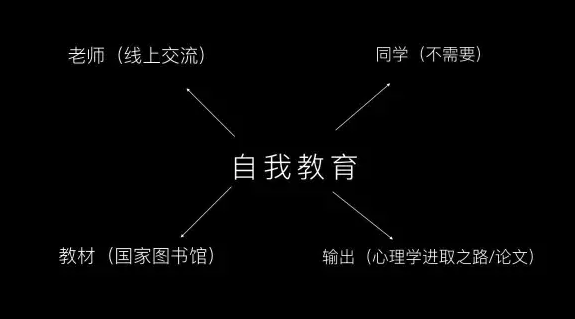 老师（线上交流）
同学（不需要）
自我教育
教材（国家图书馆）
输出（心理学进取之路/论文）